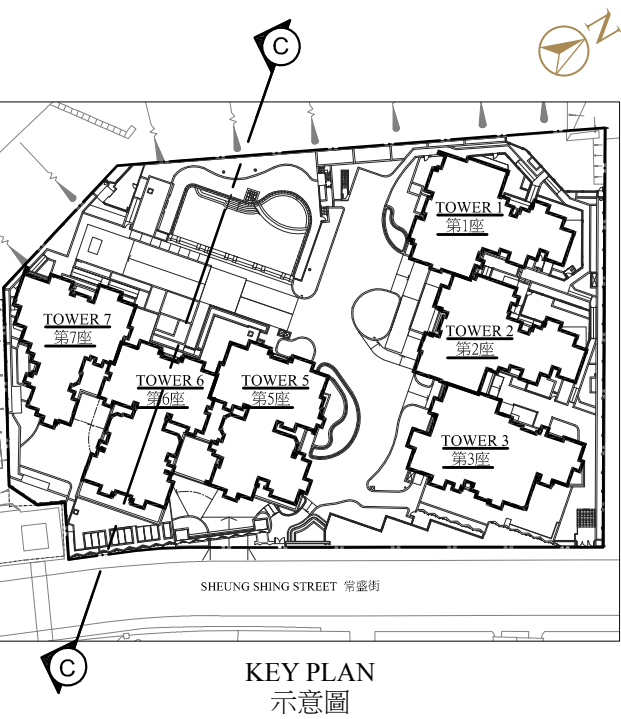 N
C
TOWER 1
第1座
TOWER 7
第7座
TOWER 2
第2座
TOWER 6
第6座
TOWER 5
第5座
TOWER 3
第3座
SHEUNG SHING STREET 常盛街
C
KEY PLAN
示意圖